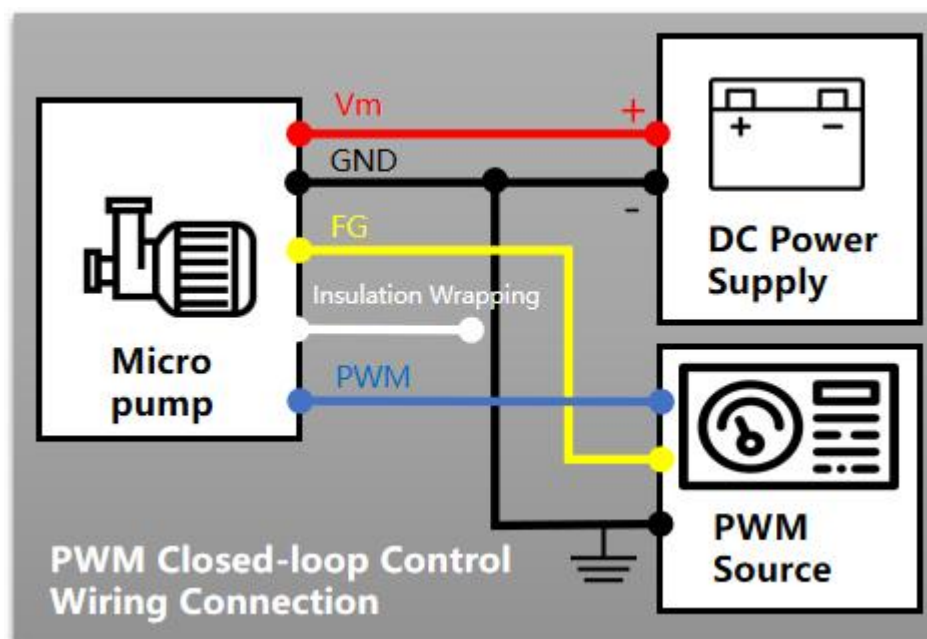 Vm
+
GND
-
FG
Insulation Wrapping
PWM
Micro
pump
+ -
DC Power
Supply
PWM
Source
PWM Closed-loop Control
Wiring Connection